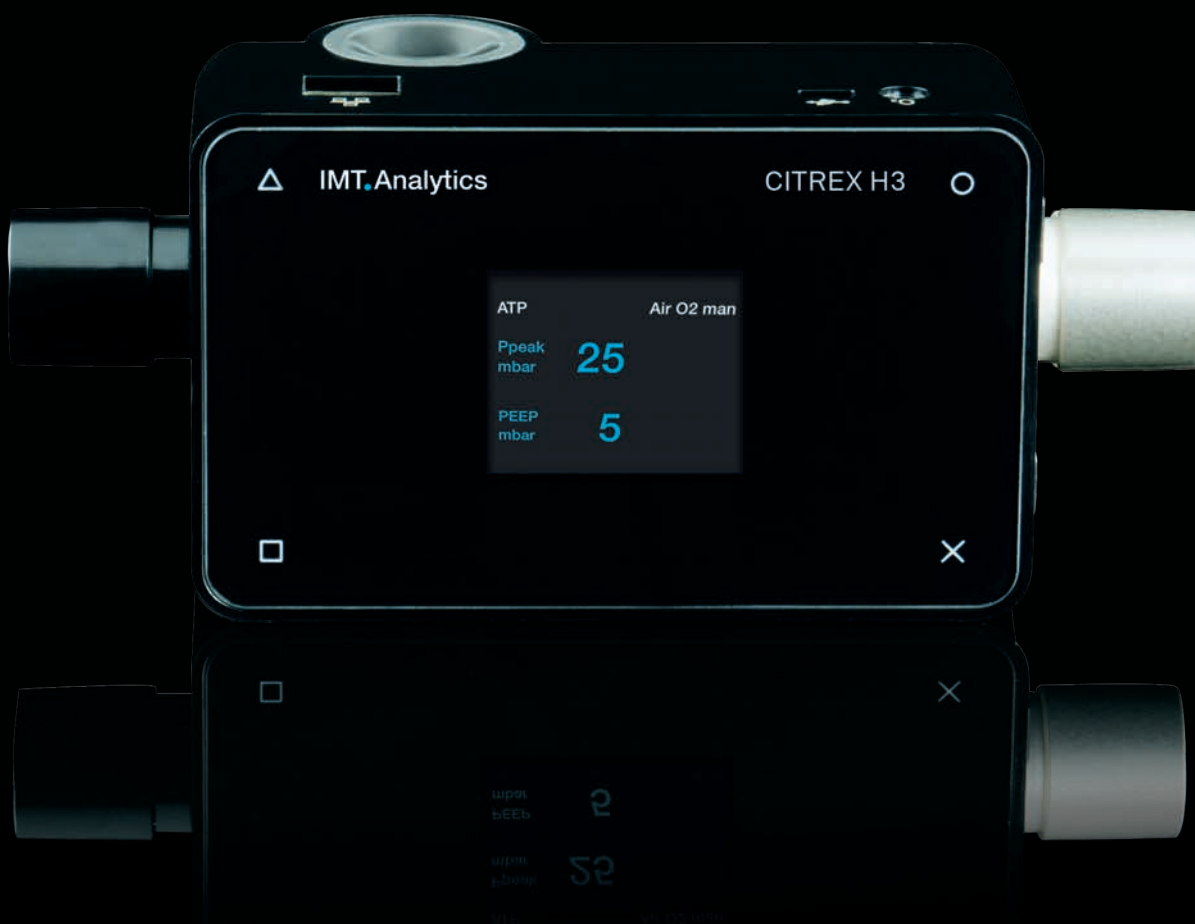 IMT.Analytics
CITREX H3
ATP
Air O2 man
Ppeak
mbar
25
PEEP
mbar
5